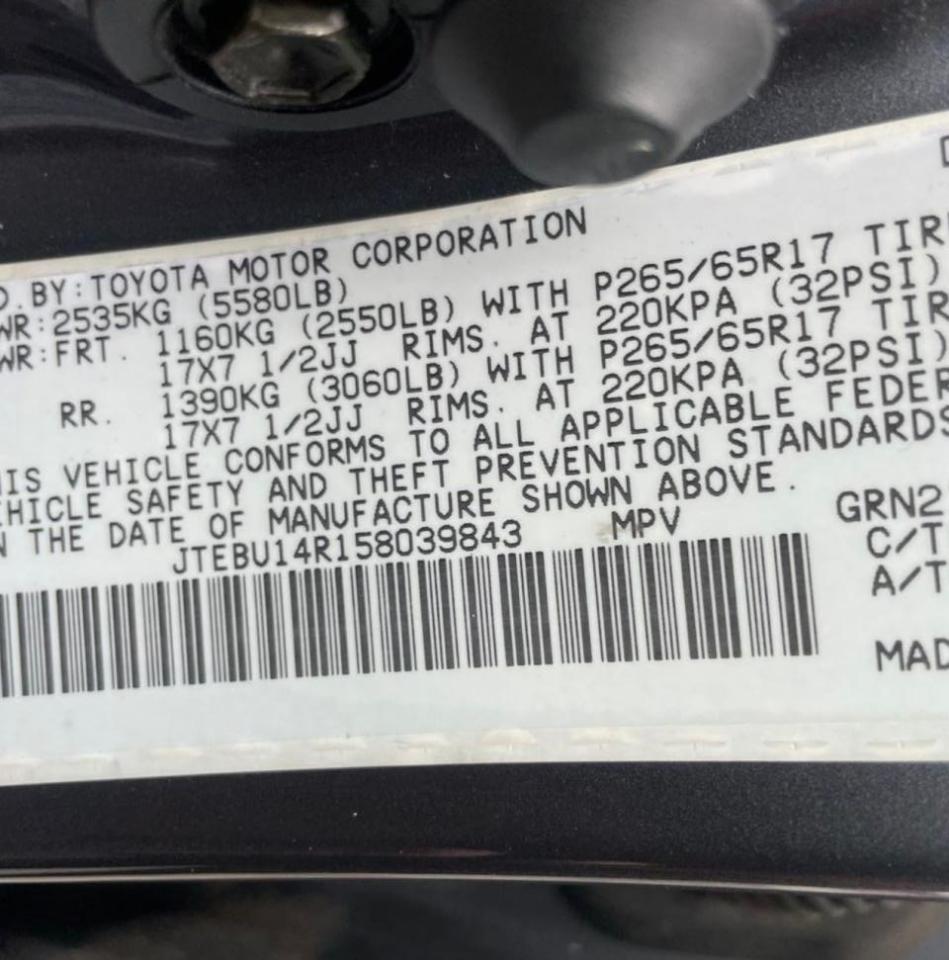 D. BY:TOYOTA MOTOR CORPORATION
WR:2535KG (5580LB)
WR:FRT. 1160KG (2550LB) WITH P265/65R17 TIR
17X7 1/2JJ RIMS. AT 220KPA (32PSI)
RR. 1390KG (3060LB) WITH P265/65R17 TIR
17X7 1/2JJ RIMS. AT 220KPA (32PSI)
IS VEHICLE CONFORMS TO ALL APPLICABLE FEDER
EHICLE SAFETY AND THEFT PREVENTION STANDARDS
N THE DATE OF MANUFACTURE SHOWN ABOVE.
JTEBU14R158039843 MPV
GRN2
C/T
A/T
MAD